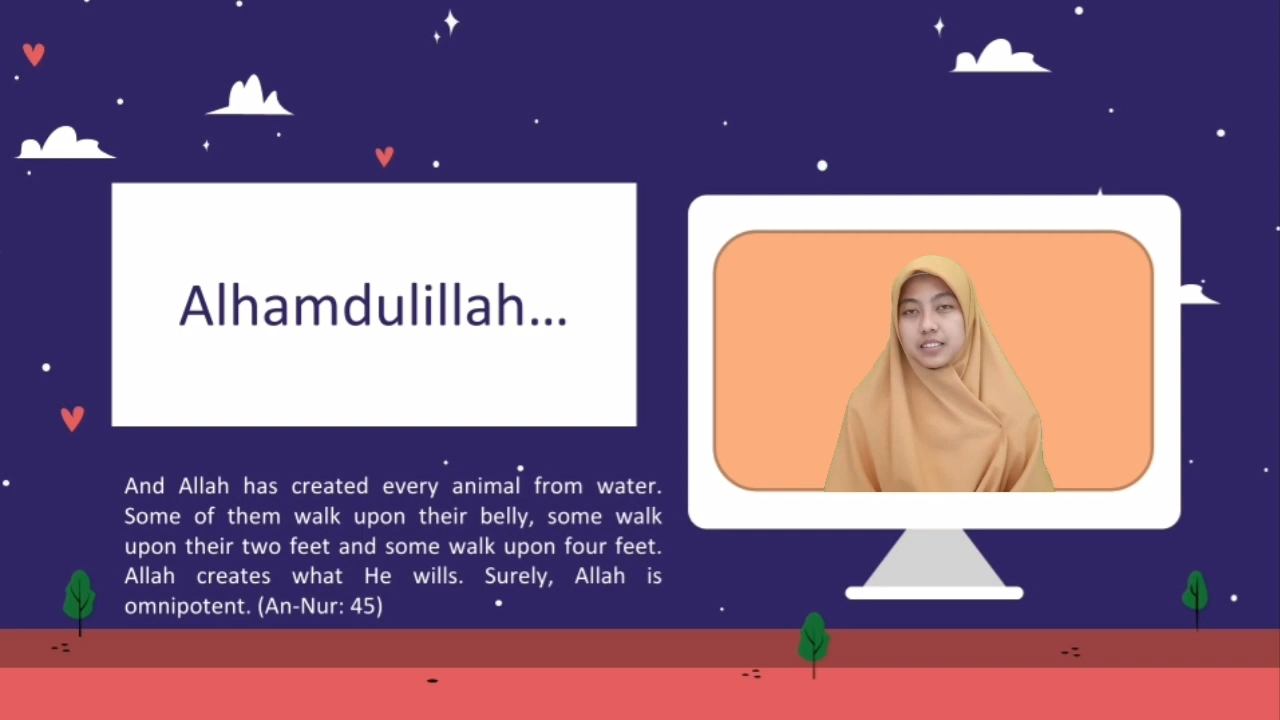 Alhamdulillah...
And Allah has created every animal from water.
Some of them walk upon their belly, some walk
upon their two feet and some walk upon four feet.
Allah creates what He wills. Surely, Allah is
omnipotent. (An-Nur: 45)